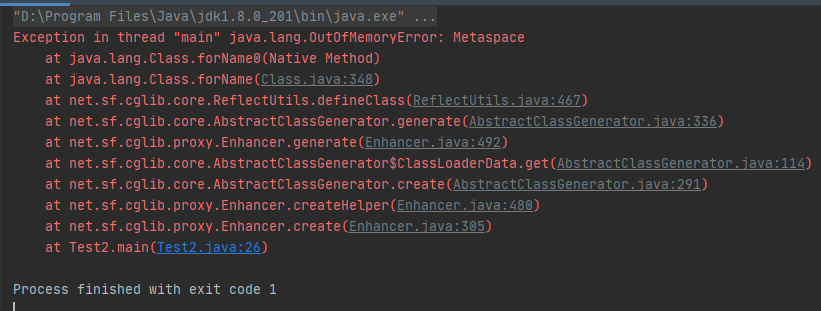 "D:\Program Files\Java\jdk1.8.0_201\bin\java.exe" ...
Exception in thread "main" java.lang.OutOfMemoryError: Metaspace
at java.lang.Class.forName0(Native Method)
at java.lang.Class.forName(Class.java:348)
at net.sf.cglib.core.ReflectUtils.defineClass(ReflectUtils.java:467)
at net.sf.cglib.core.AbstractClassGenerator.generate(AbstractClassGenerator.java:336)
at net.sf.cglib.proxy.Enhancer.generate(Enhancer.java:492)
at net.sf.cglib.core.AbstractClassGenerator$ClassLoaderData.get(AbstractClassGenerator.java:114)
at net.sf.cglib.core.AbstractClassGenerator.create(AbstractClassGenerator.java:291)
at net.sf.cglib.proxy.Enhancer.createHelper(Enhancer.java:480)
at net.sf.cglib.proxy.Enhancer.create(Enhancer.java:305)
at Test2.main(Test2.java:26)
Process finished with exit code 1